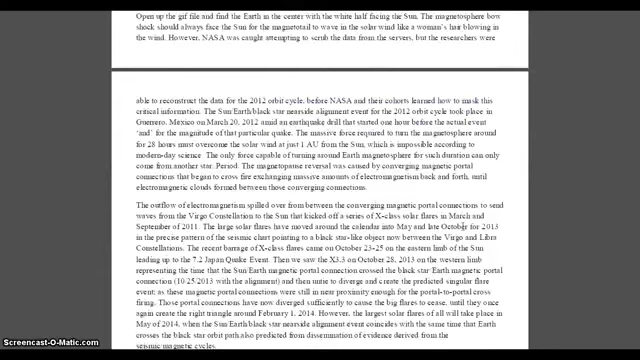 Open up the gif file and find the Earth in the center with the white half facing the Sun. The magnetosphere bow
shock should always face the Sun for the magnetotail to wave in the solar wind like a woman's hair blowing in
the wind. However, NASA was caught attempting to scrub the data from the servers, but the researchers were
able to reconstruct the data for the 2012 orbit cycle, before NASA and their cohorts learned how to mask this
critical information. The Sun/Earth/black star nearside alignment event for the 2012 orbit cycle took place in
Guerrero, Mexico on March 20, 2012 amid an earthquake drill that started one hour before the actual event
'and' for the magnitude of that particular quake. The massive force required to turn the magnetosphere around
for 28 hours must overcome the solar wind at just 1 AU from the Sun, which is impossible according to
modern-day science. The only force capable of turning around Earth magnetosphere for such duration can only
come from another star. Period. The magnetopause reversal was caused by converging magnetic portal
connections that began to cross fire exchanging massive amounts of electromagnetism back and forth, until
electromagnetic clouds formed between those converging connections.
The outflow of electromagnetism spilled over from between the converging magnetic portal connections to send
waves from the Virgo Constellation to the Sun that kicked off a series of X-class solar flares in March and
September of 2011. The large solar flares have moved around the calendar into May and late October for 2013
in the precise pattern of the seismic chart pointing to a black star-like object now between the Virgo and Libra
Constellations. The recent barrage of X-class flares came on October 23-25 on the eastern limb of the Sun
leading up to the 7.2 Japan Quake Event. Then we saw the X3.3 on October 28, 2013 on the western limb
representing the time that the Sun/Earth magnetic portal connection crossed the black star/Earth magnetic portal
connection (10/25/2013 with the alignment) and then untie to diverge and create the predicted singular flare
event; as these magnetic portal connections were still in near proximity enough for the portal-to-portal cross
firing. Those portal connections have now diverged sufficiently to cause the big flares to cease, until they once
again create the right triangle around February 1, 2014. However, the largest solar flares of all will take place in
May of 2014, when the Sun/Earth/black star nearside alignment event coincides with the same time that Earth
crosses the black star orbit path also predicted from dissemination of evidence derived from the
seismic magnetic cycles.
Screencast-O-Matic.com